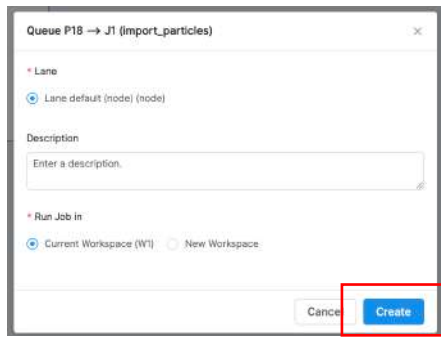 Queue P18 → J1 (import_particles)
* Lane
Lane default (node) (node)
Description
Enter a description.
* Run Job in
Current Workspace (W1) New Workspace
Cance Create